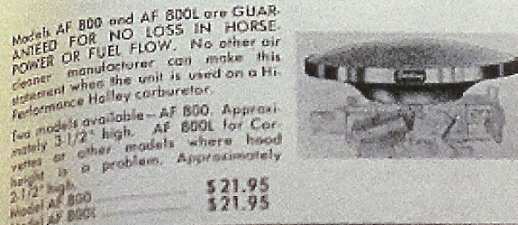 Models AF 800 and AF 800L are GUAR-
ANTEED FOR NO LOSS IN HORSE-
POWER OR FUEL FLOW. No other air
cleaner manufacturer can make this
statement when the unit is used on a Hi-
Performance Holley carburetor.
Two models available — AF 800. Approxi-
mately 3-1/2" high. AF 800L for Cor-
vettes or other models where hood
height is a problem. Approximately
2-1/2" high.
Model AF 800 $21.95
Model AF 800L $21.95